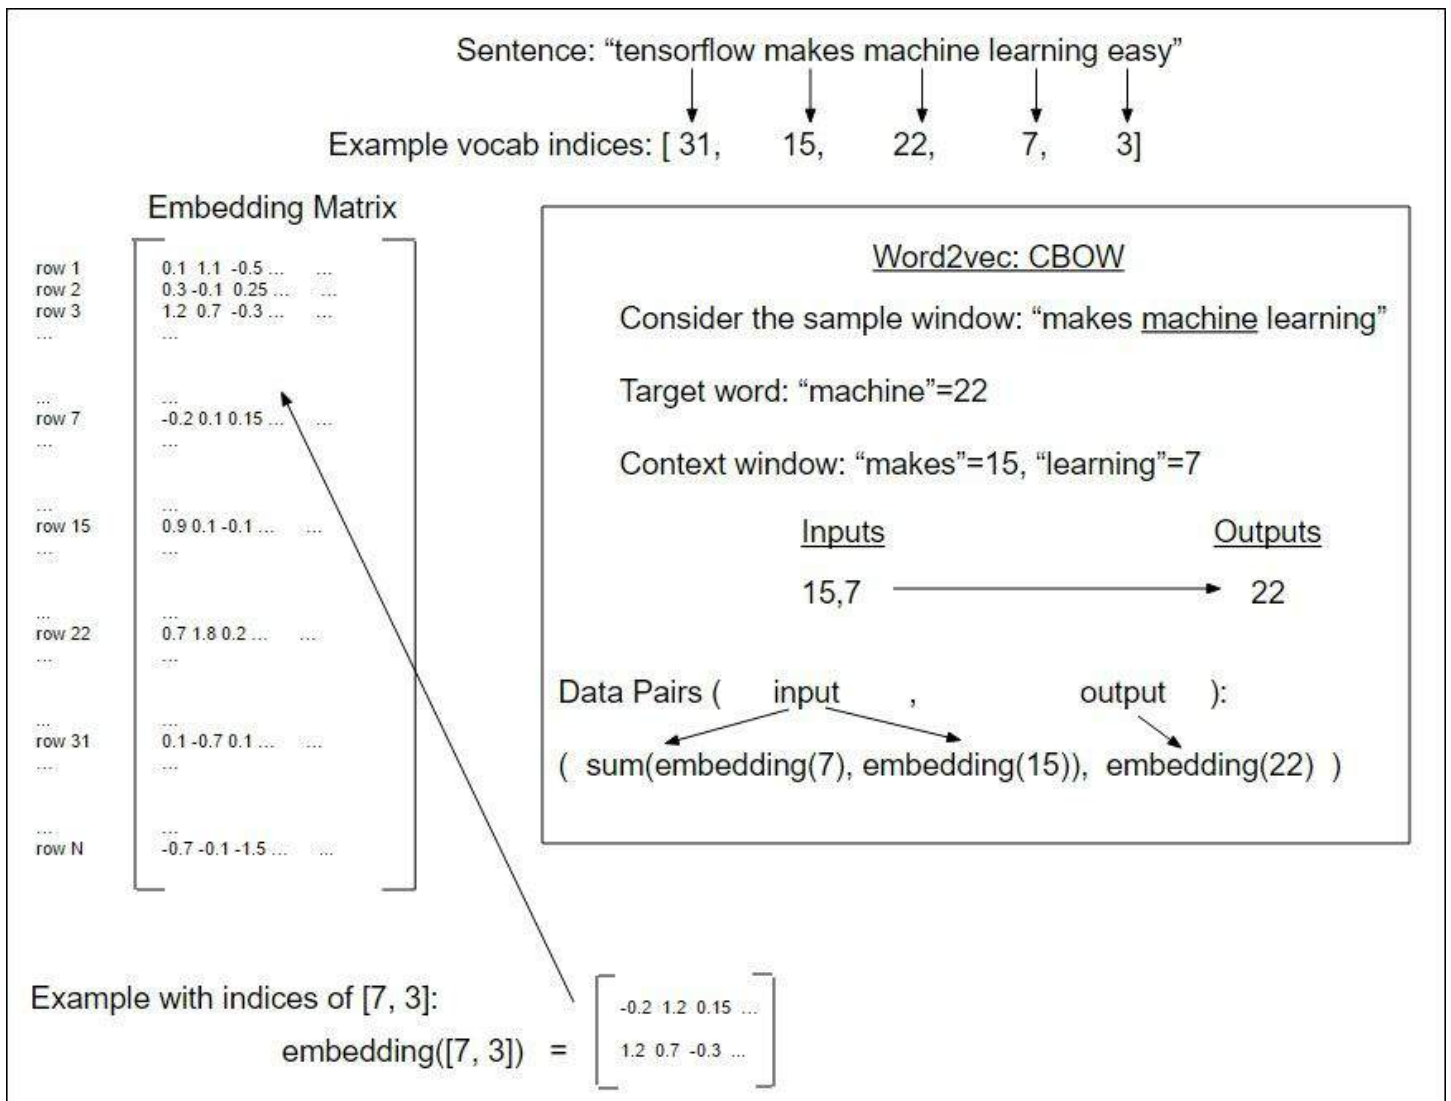 Sentence: “tensorflow makes machine learning easy”
Example vocab indices: [ 31, 15, 22, 7, 3]
Embedding Matrix
row 1 0.1 1.1 -0.5 ... ...
row 2 0.3 -0.1 0.25 ... ...
row 3 1.2 0.7 -0.3 ... ...
... ...
... ...
row 7 -0.2 0.1 0.15 ... ...
... ...
... ...
row 15 0.9 0.1 -0.1 ... ...
... ...
... ...
row 22 0.7 1.8 0.2 ... ...
... ...
... ...
row 31 0.1 -0.7 0.1 ... ...
... ...
... ...
row N -0.7 -0.1 -1.5 ... ...
Word2vec: CBOW
Consider the sample window: “makes machine learning”
Target word: “machine”=22
Context window: “makes”=15, “learning”=7
Inputs Outputs
15,7 22
Data Pairs ( input , output ):
( sum(embedding(7), embedding(15)), embedding(22) )
Example with indices of [7, 3]:
embedding([7, 3]) =
-0.2 1.2 0.15 ...
1.2 0.7 -0.3 ...